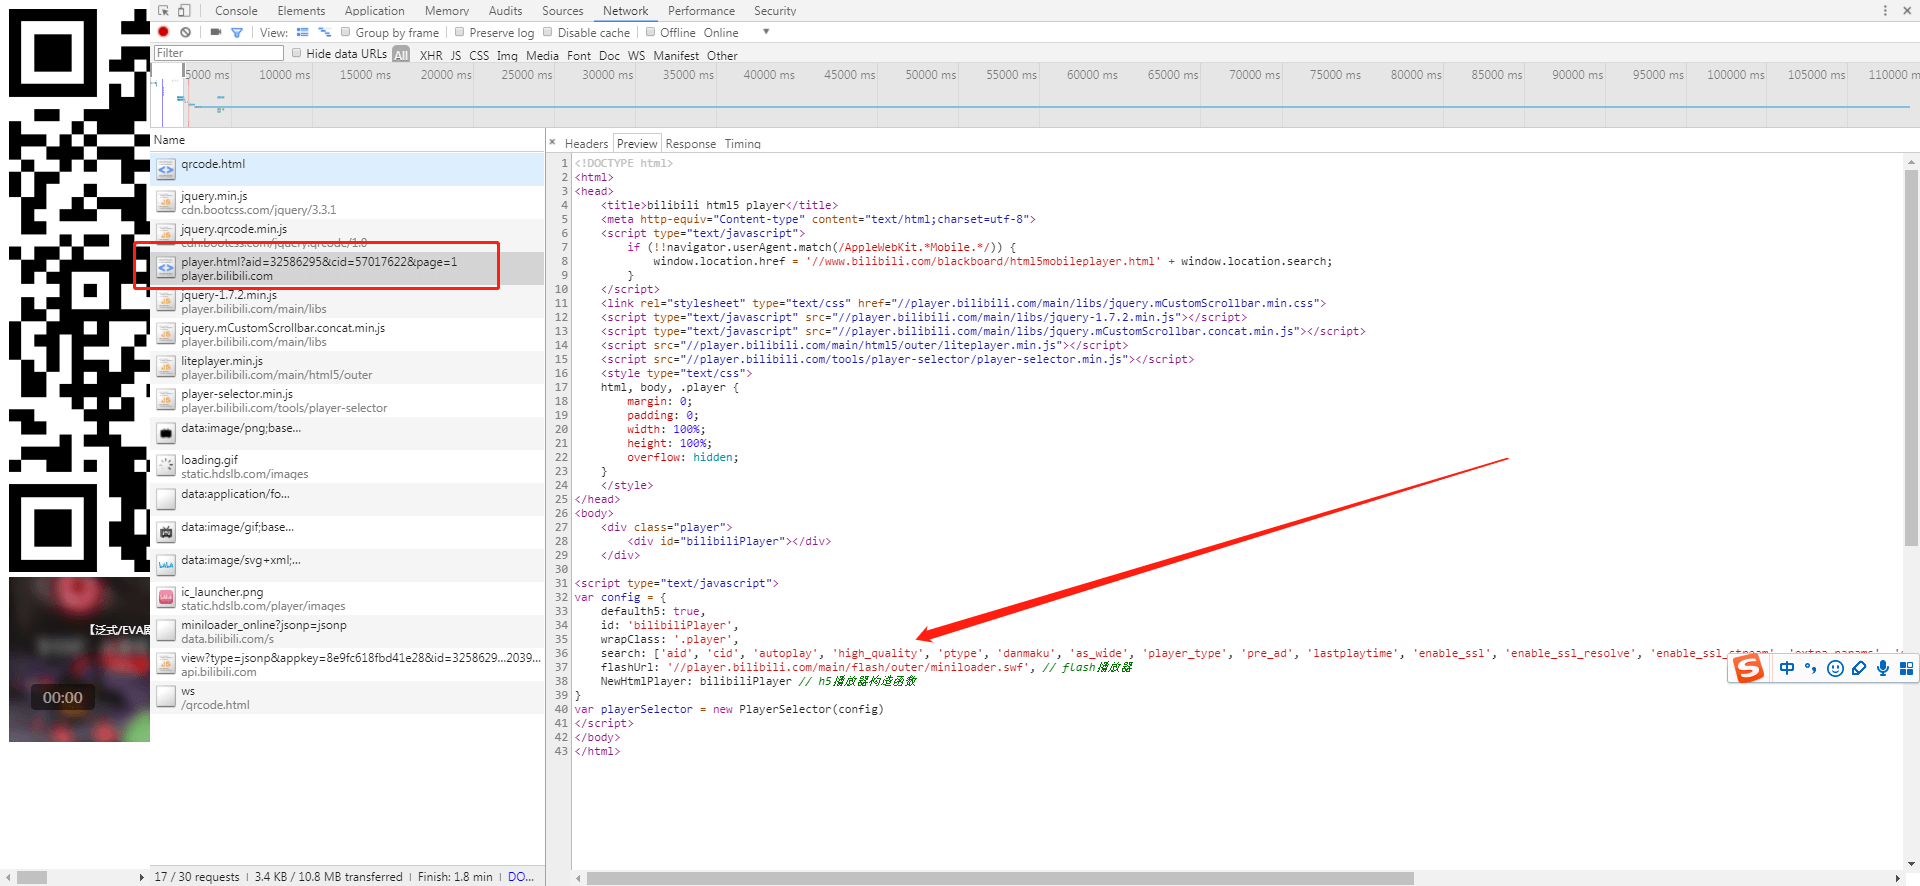 Console Elements Application Memory Audits Sources Network Performance Security
View: Group by frame Preserve log Disable cache Offline Online
Filter Hide data URLs All XHR JS CSS Img Media Font Doc WS Manifest Other
5000 ms 10000 ms 15000 ms 20000 ms 25000 ms 30000 ms 35000 ms 40000 ms 45000 ms 50000 ms 55000 ms 60000 ms 65000 ms 70000 ms 75000 ms 80000 ms 85000 ms 90000 ms 95000 ms 100000 ms 105000 ms 110000 m
Name
qrcode.html
jquery.min.js
cdn.bootcss.com/jquery/3.3.1
jquery.qrcode.min.js
cdn.bootcss.com/jquery.qrcode/1.0
player.html?aid=32586295&cid=57017622&page=1
player.bilibili.com
jquery-1.7.2.min.js
player.bilibili.com/main/libs
jquery.mCustomScrollbar.concat.min.js
player.bilibili.com/main/libs
liteplayer.min.js
player.bilibili.com/main/html5/outer
player-selector.min.js
player.bilibili.com/tools/player-selector
data:image/png;base...
loading.gif
static.hdslb.com/images
data:application/fo...
data:image/gif;base...
data:image/svg+xml;...
ic_launcher.png
static.hdslb.com/player/images
miniloader_online?jsonp=jsonp
data.bilibili.com/s
view?type=jsonp&appkey=8e9fc618fbd41e28&id=3258629...2039...
api.bilibili.com
ws
/qrcode.html
17 / 30 requests | 3.4 KB / 10.8 MB transferred | Finish: 1.8 min | DO...
【泛式/EVA剧
00:00
Headers Preview Response Timing
1 <!DOCTYPE html>
2 <html>
3 <head>
4 <title>bilibili html5 player</title>
5 <meta http-equiv="Content-type" content="text/html;charset=utf-8">
6 <script type="text/javascript">
7 if (!!navigator.userAgent.match(/AppleWebKit.*Mobile.*/)) {
8 window.location.href = '//www.bilibili.com/blackboard/html5mobileplayer.html' + window.location.search;
9 }
10 </script>
11 <link rel="stylesheet" type="text/css" href="//player.bilibili.com/main/libs/jquery.mCustomScrollbar.min.css">
12 <script type="text/javascript" src="//player.bilibili.com/main/libs/jquery-1.7.2.min.js"></script>
13 <script type="text/javascript" src="//player.bilibili.com/main/libs/jquery.mCustomScrollbar.concat.min.js"></script>
14 <script src="//player.bilibili.com/main/html5/outer/liteplayer.min.js"></script>
15 <script src="//player.bilibili.com/tools/player-selector/player-selector.min.js"></script>
16 <style type="text/css">
17 html, body, .player {
18 margin: 0;
19 padding: 0;
20 width: 100%;
21 height: 100%;
22 overflow: hidden;
23 }
24 </style>
25 </head>
26 <body>
27 <div class="player">
28 <div id="bilibiliPlayer"></div>
29 </div>
30
31 <script type="text/javascript">
32 var config = {
33 defaulth5: true,
34 id: 'bilibiliPlayer',
35 wrapClass: '.player',
36 search: ['aid', 'cid', 'autoplay', 'high_quality', 'ptype', 'danmaku', 'as_wide', 'player_type', 'pre_ad', 'lastplaytime', 'enable_ssl', 'enable_ssl_resolve', 'enable_ssl_stream', 'extra_params',
37 flashUrl: '//player.bilibili.com/main/flash/outer/miniloader.swf', // flash播放器
38 NewHtmlPlayer: bilibiliPlayer // h5播放器构造函数
39 }
40 var playerSelector = new PlayerSelector(config)
41 </script>
42 </body>
43 </html>
中